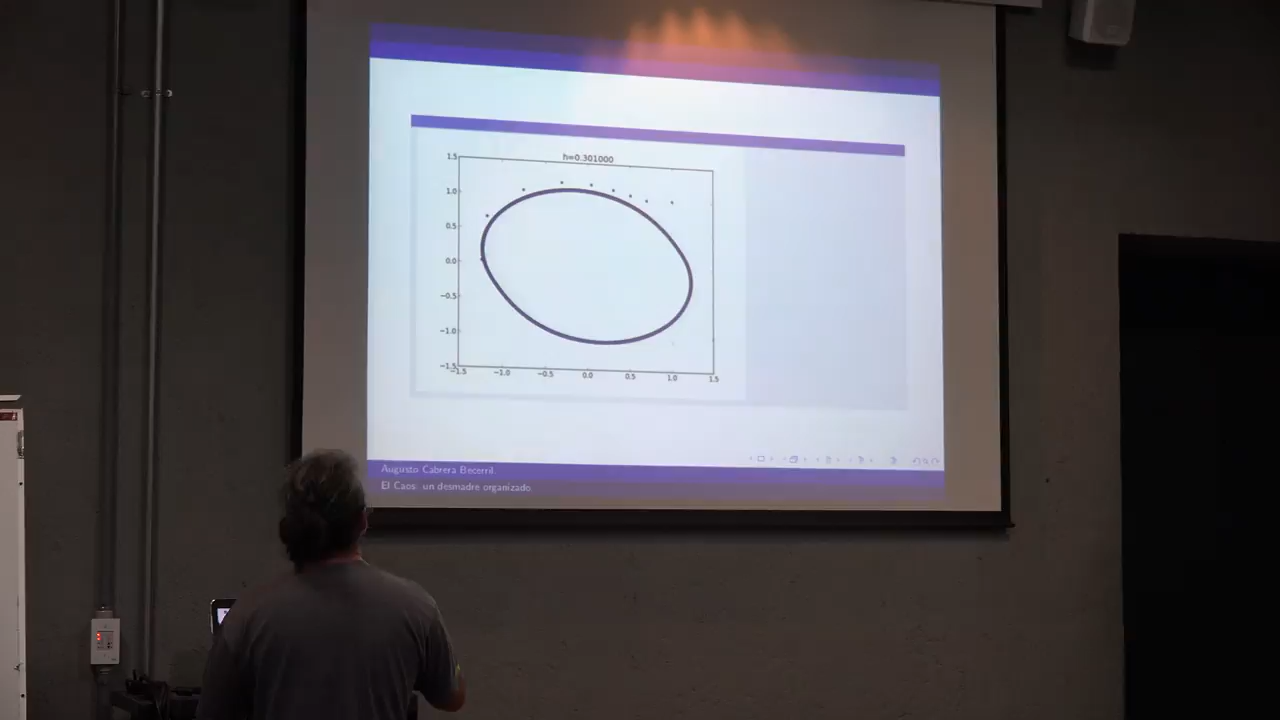 h=0.301000
1.5
1.0
0.5
0.0
−0.5
−1.0
−1.5
−1.5 −1.0 −0.5 0.0 0.5 1.0 1.5
Augusto Cabrera Becerril
El Caos: un desmadre organizado.